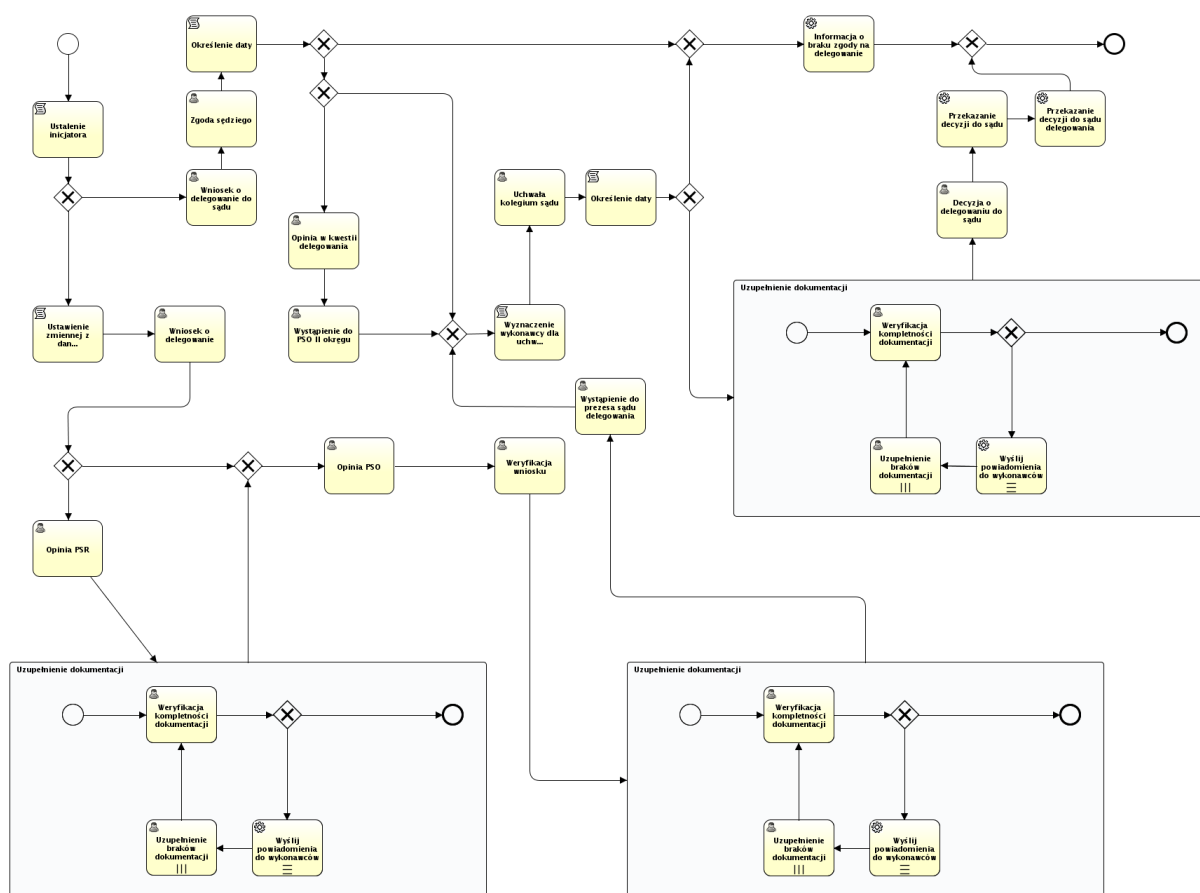 Określenie daty
Informacja o
braku zgody na
delegowanie
Ustalenie
inicjatora
Zgoda sędziego
Przekazanie
decyzji do sądu
Przekazanie
decyzji do sądu
delegowania
Wniosek o
delegowanie do
sądu
Uchwała
kolegium sądu
Określenie daty
Decyzja o
delegowaniu do
sądu
Opinia w kwestii
delegowania
Ustawienie
zmiennej z
dan...
Wniosek o
delegowanie
Wystąpienie do
PSO II okręgu
Wyznaczenie
wykonawcy dla
uchw...
Uzupełnienie dokumentacji
Weryfikacja
kompletności
dokumentacji
Uzupełnienie
braków
dokumentacji
Wyślij
powiadomienia
do wykonawców
Wystąpienie do
prezesa sądu
delegowania
Opinia PSO
Weryfikacja
wniosku
Opinia PSR
Uzupełnienie dokumentacji
Weryfikacja
kompletności
dokumentacji
Uzupełnienie
braków
dokumentacji
Wyślij
powiadomienia
do wykonawców
Uzupełnienie dokumentacji
Weryfikacja
kompletności
dokumentacji
Uzupełnienie
braków
dokumentacji
Wyślij
powiadomienia
do wykonawców